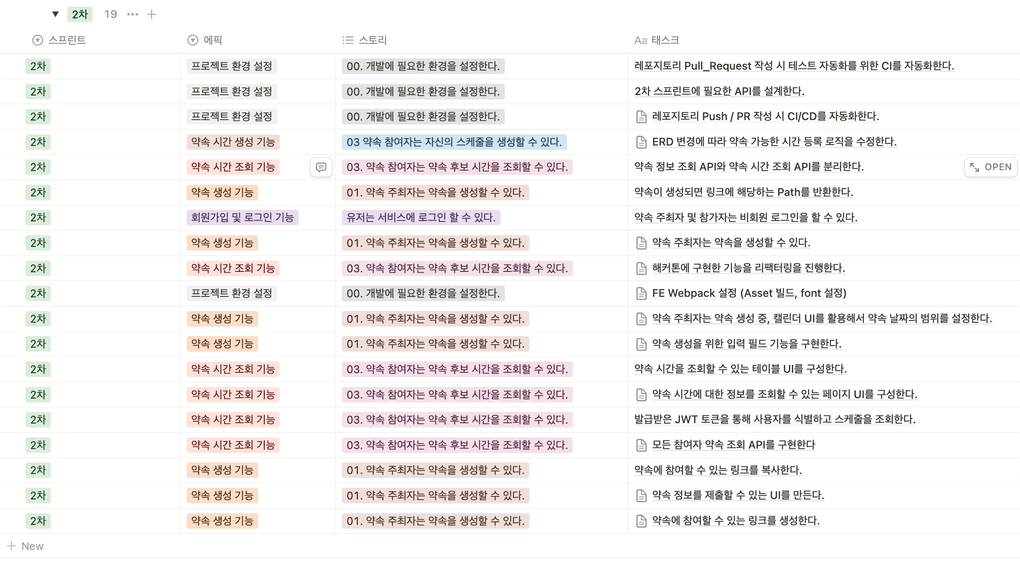 2차 19
스프린트 에픽 스토리 Aa 태스크
2차 프로젝트 환경 설정 00. 개발에 필요한 환경을 설정한다. 레포지토리 Pull_Request 작성 시 테스트 자동화를 위한 CI를 자동화한다.
2차 프로젝트 환경 설정 00. 개발에 필요한 환경을 설정한다. 2차 스프린트에 필요한 API를 설계한다.
2차 프로젝트 환경 설정 00. 개발에 필요한 환경을 설정한다. 레포지토리 Push / PR 작성 시 CI/CD를 자동화한다.
2차 약속 시간 생성 기능 03 약속 참여자는 자신의 스케줄을 생성할 수 있다. ERD 변경에 따라 약속 가능한 시간 등록 로직을 수정한다.
2차 약속 시간 조회 기능 03. 약속 참여자는 약속 후보 시간을 조회할 수 있다. 약속 정보 조회 API와 약속 시간 조회 API를 분리한다. OPEN
2차 약속 생성 기능 01. 약속 주최자는 약속을 생성할 수 있다. 약속이 생성되면 링크에 해당하는 Path를 반환한다.
2차 회원가입 및 로그인 기능 유저는 서비스에 로그인 할 수 있다. 약속 주최자 및 참가자는 비회원 로그인을 할 수 있다.
2차 약속 생성 기능 01. 약속 주최자는 약속을 생성할 수 있다. 약속 주최자는 약속을 생성할 수 있다.
2차 약속 시간 조회 기능 03. 약속 참여자는 약속 후보 시간을 조회할 수 있다. 해커톤에 구현한 기능을 리팩터링을 진행한다.
2차 프로젝트 환경 설정 00. 개발에 필요한 환경을 설정한다. FE Webpack 설정 (Asset 빌드, font 설정)
2차 약속 생성 기능 01. 약속 주최자는 약속을 생성할 수 있다. 약속 주최자는 약속 생성 중, 캘린더 UI를 활용해서 약속 날짜의 범위를 설정한다.
2차 약속 생성 기능 01. 약속 주최자는 약속을 생성할 수 있다. 약속 생성을 위한 입력 필드 기능을 구현한다.
2차 약속 시간 조회 기능 03. 약속 참여자는 약속 후보 시간을 조회할 수 있다. 약속 시간을 조회할 수 있는 테이블 UI를 구성한다.
2차 약속 시간 조회 기능 03. 약속 참여자는 약속 후보 시간을 조회할 수 있다. 약속 시간에 대한 정보를 조회할 수 있는 페이지 UI를 구성한다.
2차 약속 시간 조회 기능 03. 약속 참여자는 약속 후보 시간을 조회할 수 있다. 발급받은 JWT 토큰을 통해 사용자를 식별하고 스케줄을 조회한다.
2차 약속 시간 조회 기능 03. 약속 참여자는 약속 후보 시간을 조회할 수 있다. 모든 참여자 약속 조회 API를 구현한다
2차 약속 생성 기능 01. 약속 주최자는 약속을 생성할 수 있다. 약속에 참여할 수 있는 링크를 복사한다.
2차 약속 생성 기능 01. 약속 주최자는 약속을 생성할 수 있다. 약속 정보를 제출할 수 있는 UI를 만든다.
2차 약속 생성 기능 01. 약속 주최자는 약속을 생성할 수 있다. 약속에 참여할 수 있는 링크를 생성한다.
New